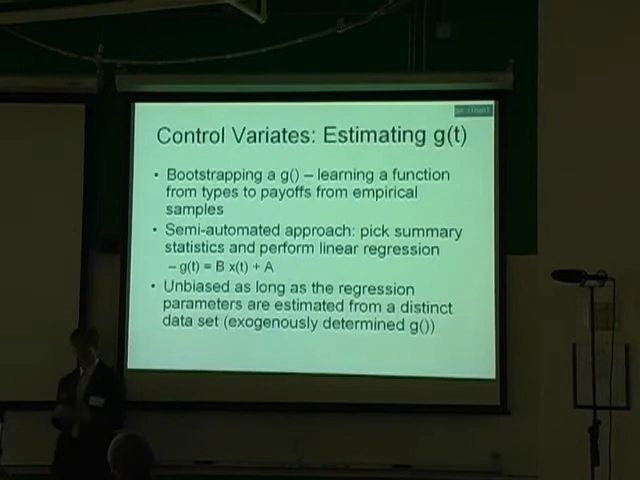 Control Variates: Estimating g(t)
• Bootstrapping a g() – learning a function
from types to payoffs from empirical
samples
• Semi-automated approach: pick summary
statistics and perform linear regression
– g(t) = B x(t) + A
• Unbiased as long as the regression
parameters are estimated from a distinct
data set (exogenously determined g())